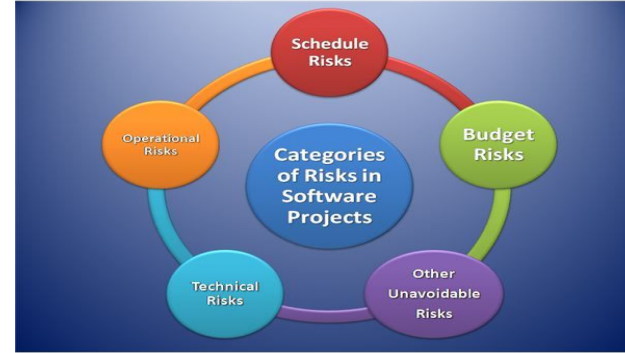 Schedule
Risks
Operational
Risks
Budget
Risks
Categories
of Risks in
Software
Projects
Technical
Risks
Other
Unavoidable
Risks